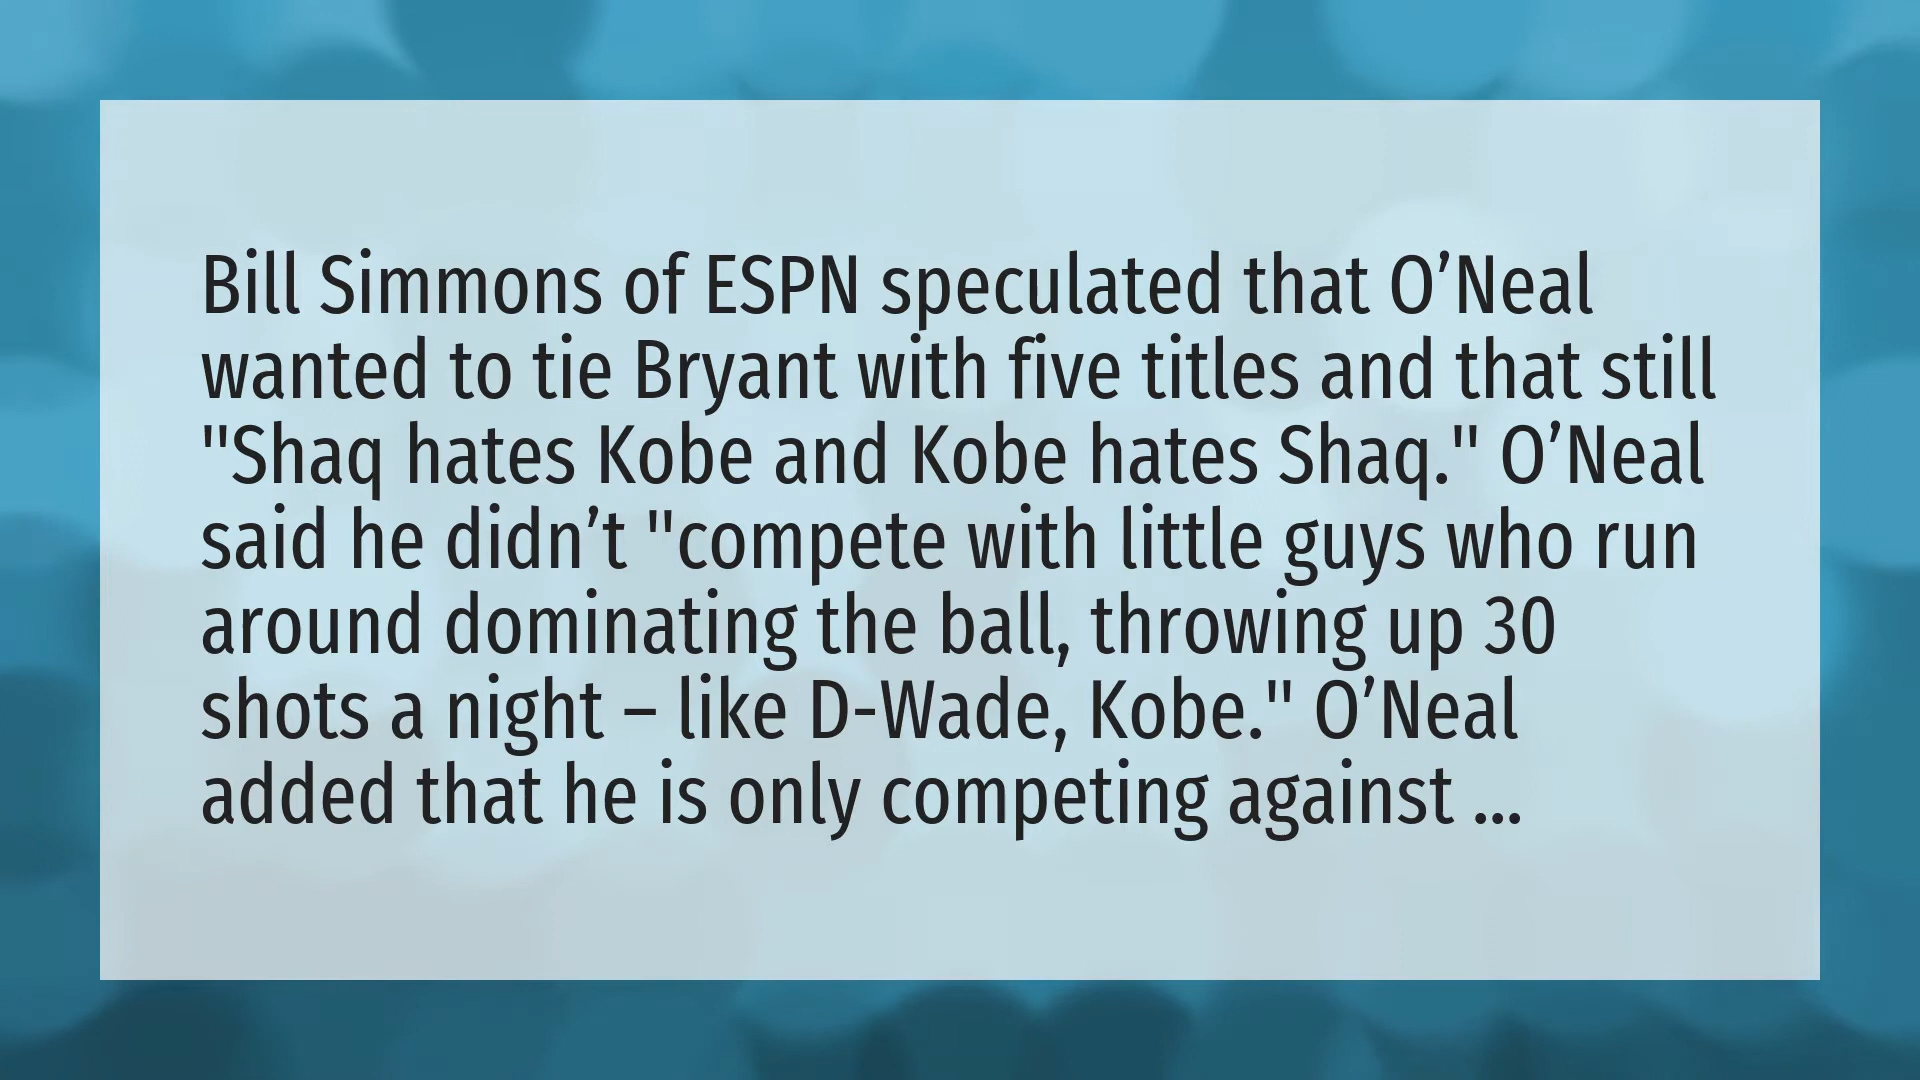 Bill Simmons of ESPN speculated that O’Neal
wanted to tie Bryant with five titles and that still
"Shaq hates Kobe and Kobe hates Shaq." O’Neal
said he didn’t "compete with little guys who run
around dominating the ball, throwing up 30
shots a night – like D-Wade, Kobe." O’Neal
added that he is only competing against ...